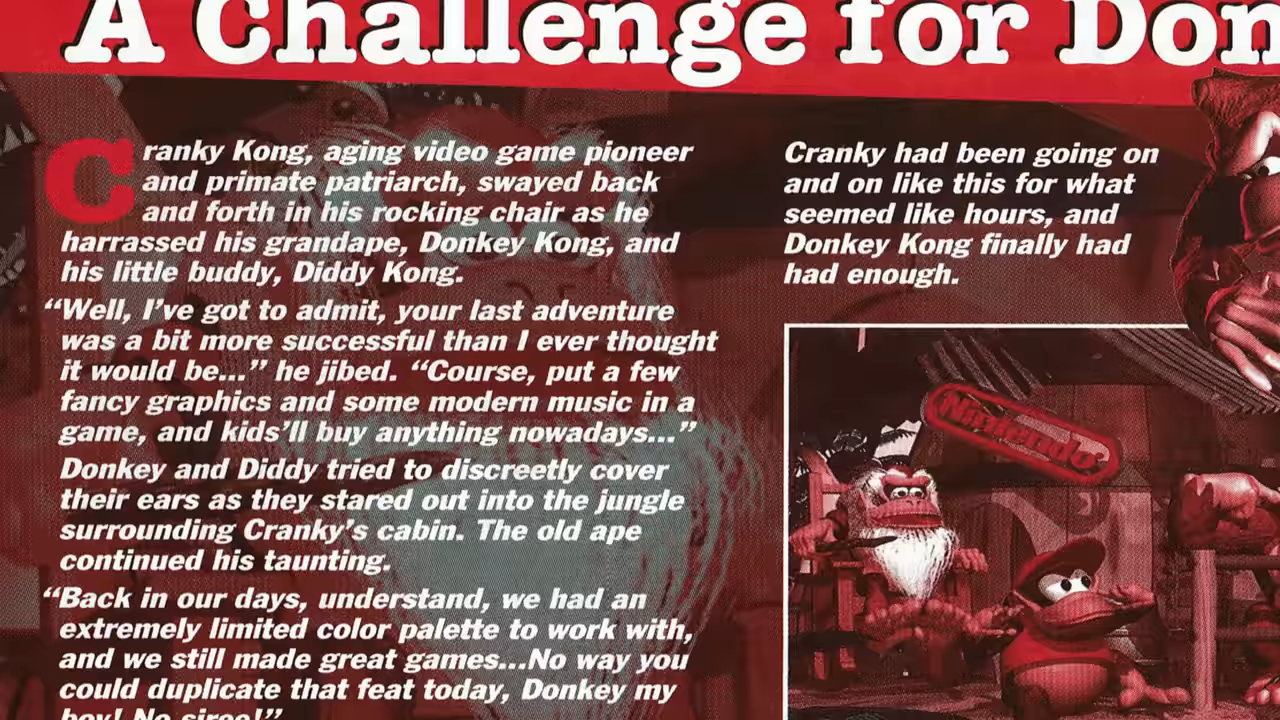 A Challenge for Don
Cranky Kong, aging video game pioneer
and primate patriarch, swayed back
and forth in his rocking chair as he
harrassed his grandape, Donkey Kong, and
his little buddy, Diddy Kong.
“Well, I’ve got to admit, your last adventure
was a bit more successful than I ever thought
it would be...” he jibed. “Course, put a few
fancy graphics and some modern music in a
game, and kids’ll buy anything nowadays...”
Donkey and Diddy tried to discreetly cover
their ears as they stared out into the jungle
surrounding Cranky’s cabin. The old ape
continued his taunting.
“Back in our days, understand, we had an
extremely limited color palette to work with,
and we still made great games...No way you
could duplicate that feat today, Donkey my
boy! No siree!”
Cranky had been going on
and on like this for what
seemed like hours, and
Donkey Kong finally had
had enough.
Nintendo